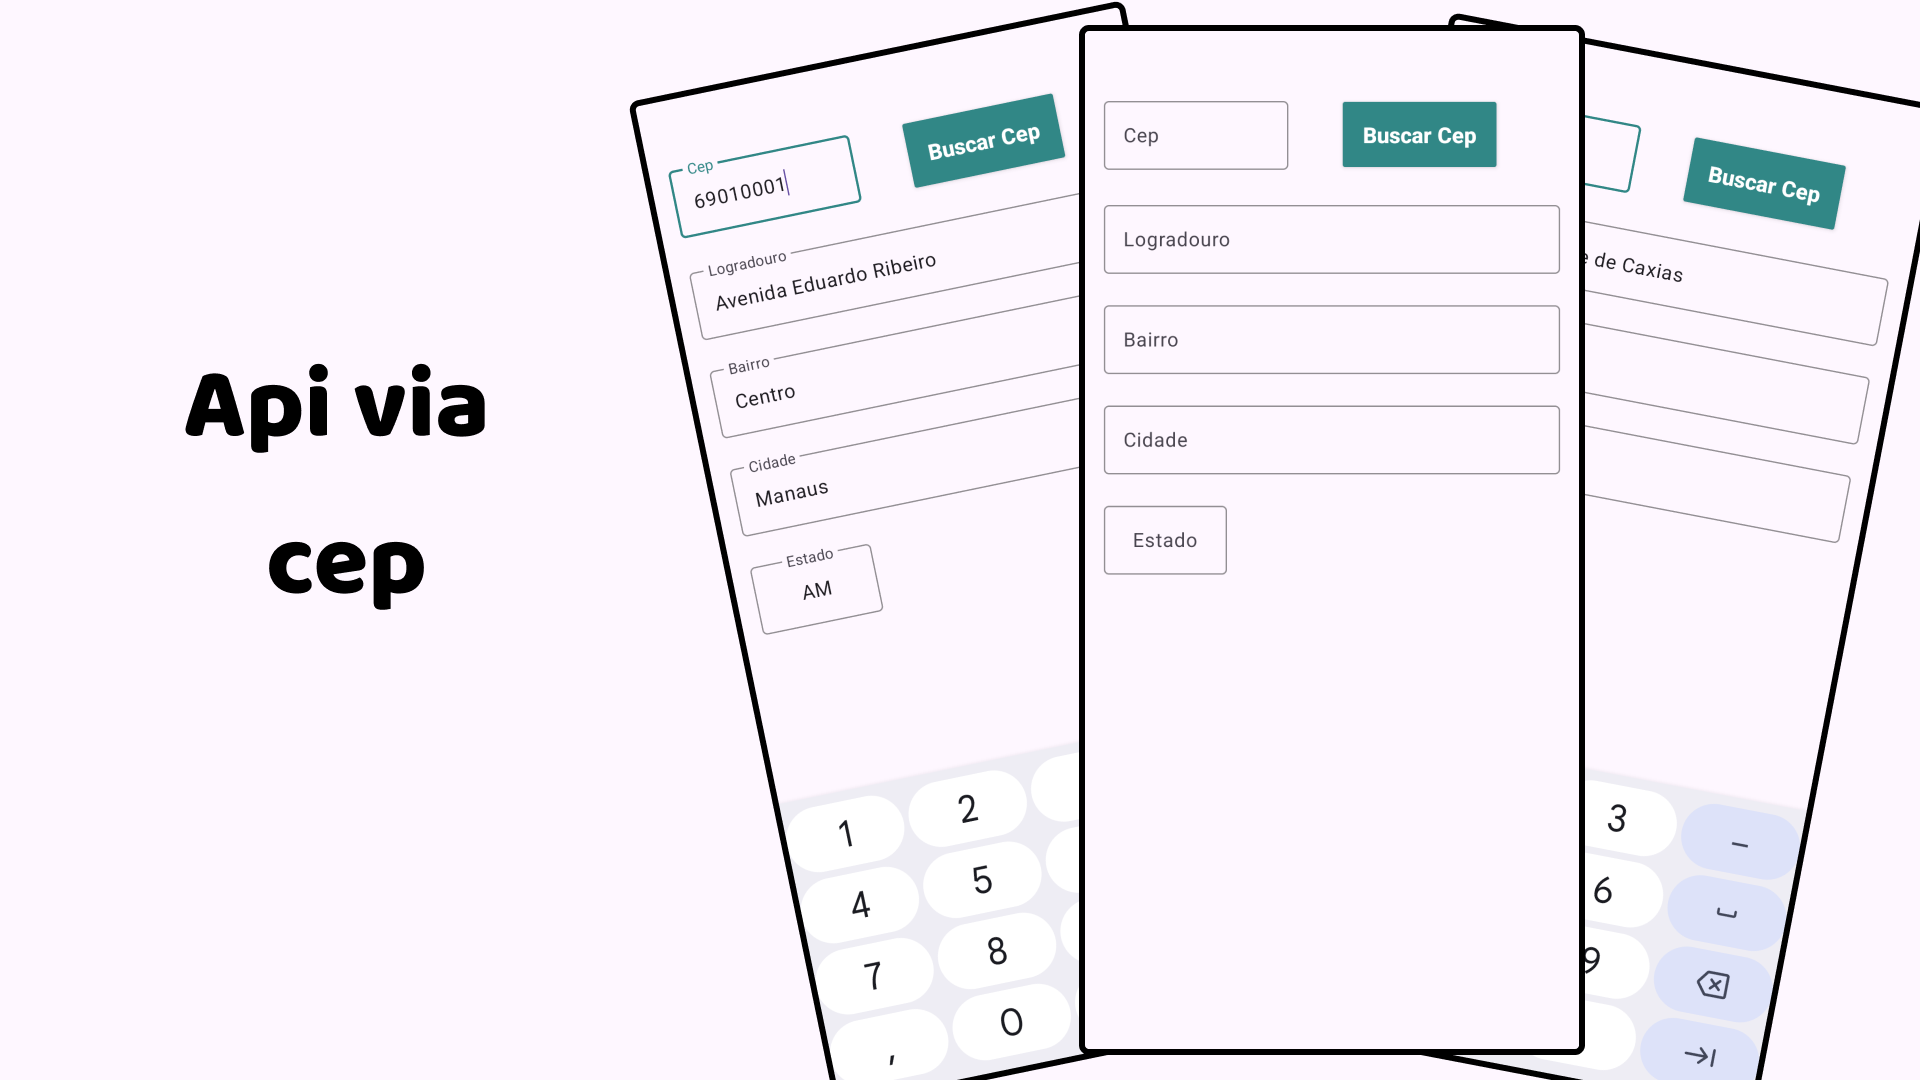 Api via
cep
Cep
69010001
Buscar Cep
Logradouro
Avenida Eduardo Ribeiro
Bairro
Centro
Cidade
Manaus
Estado
AM
1
2
4
5
7
8
,
0
Cep
Buscar Cep
Logradouro
Bairro
Cidade
Estado
Buscar Cep
de Caxias
3
6
9